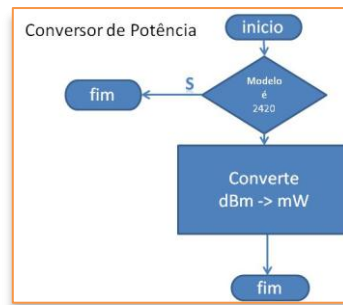 Conversor de Potência
inicio
Modelo
é
2420
S
fim
Converte
dBm -> mW
fim